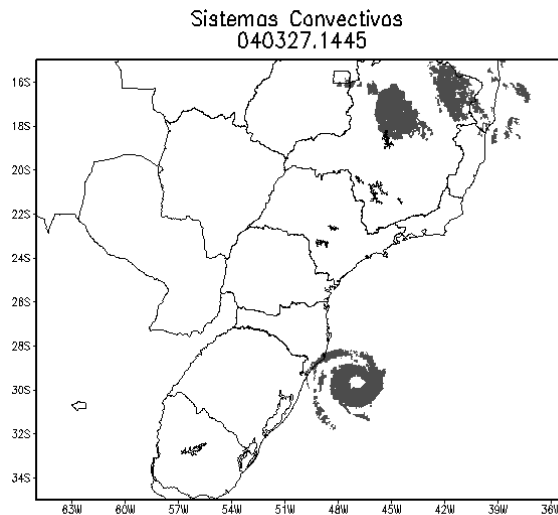 Sistemas Convectivos
040327.1445
16S
18S
20S
22S
24S
26S
28S
30S
32S
34S
63W 60W 57W 54W 51W 48W 45W 42W 39W 36W